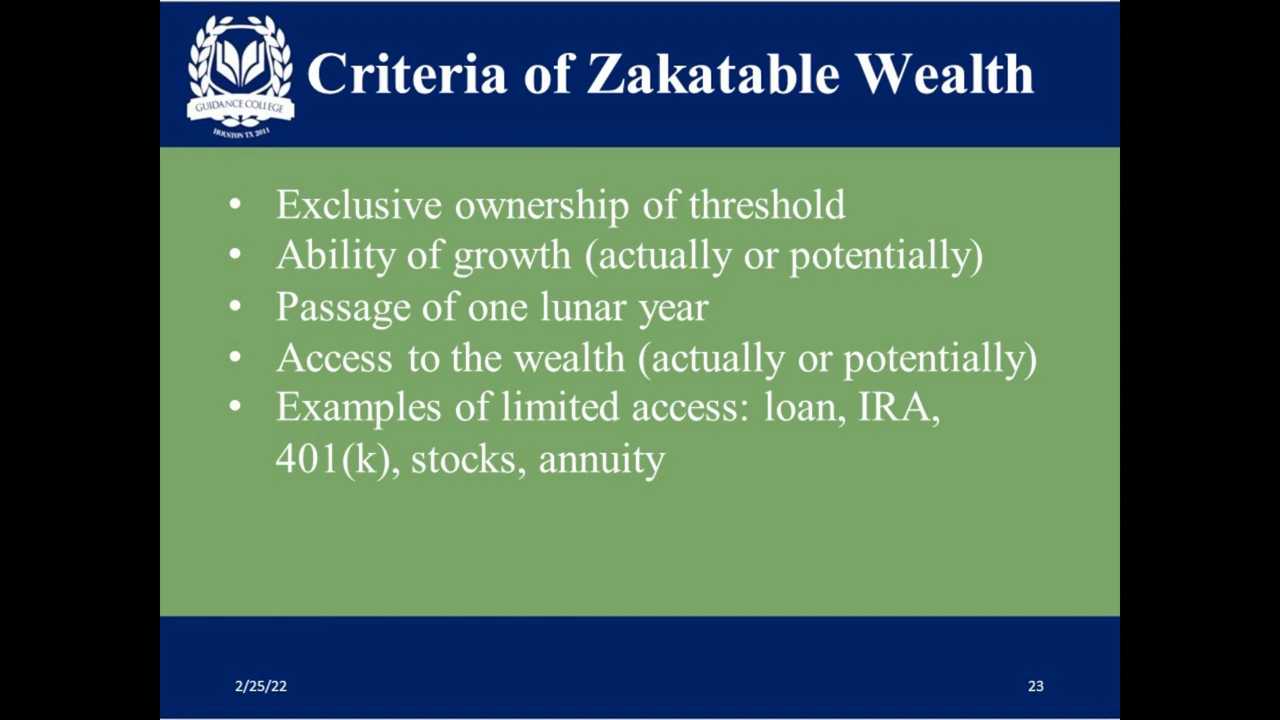 GUIDANCE COLLEGE
HOUSTON TX 2011
Criteria of Zakatable Wealth
• Exclusive ownership of threshold
• Ability of growth (actually or potentially)
• Passage of one lunar year
• Access to the wealth (actually or potentially)
• Examples of limited access: loan, IRA,
401(k), stocks, annuity
2/25/22
23